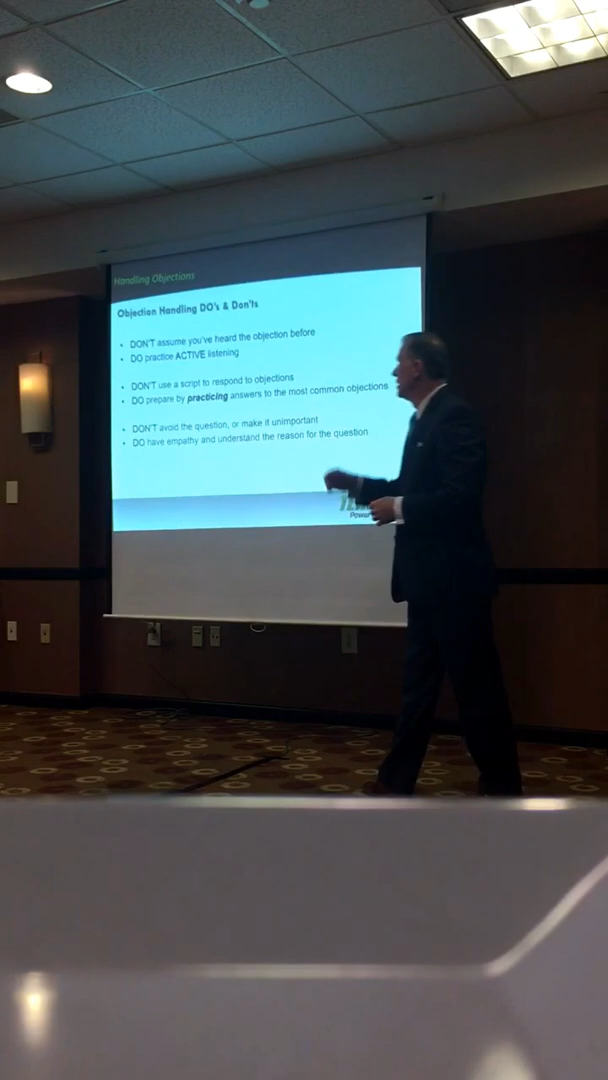 Handling Objections
Objection Handling DO's & Don'ts
• DON'T assume you've heard the objection before
• DO practice ACTIVE listening
• DON'T use a script to respond to objections
• DO prepare by practicing answers to the most common objections
• DON'T avoid the question, or make it unimportant
• DO have empathy and understand the reason for the question